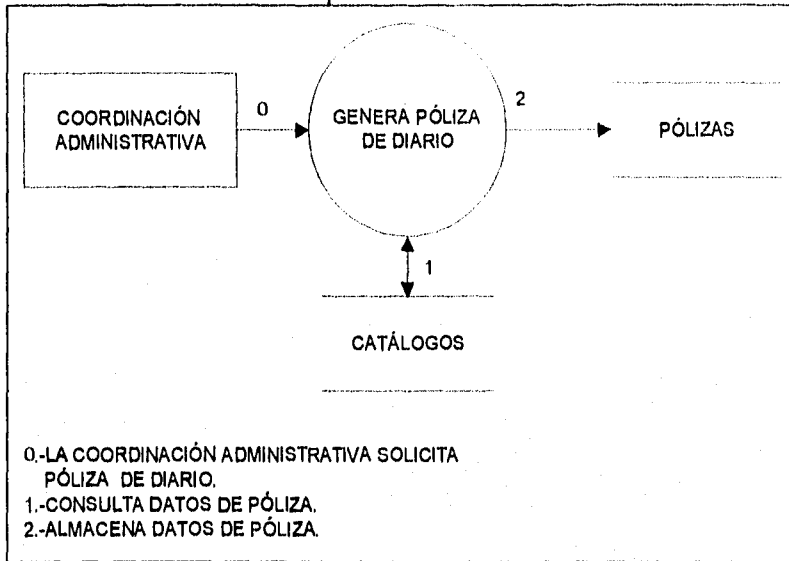 COORDINACIÓN
ADMINISTRATIVA
0
GENERA PÓLIZA
DE DIARIO
2
PÓLIZAS
1
CATÁLOGOS
0.-LA COORDINACIÓN ADMINISTRATIVA SOLICITA
PÓLIZA DE DIARIO.
1.-CONSULTA DATOS DE PÓLIZA.
2.-ALMACENA DATOS DE PÓLIZA.